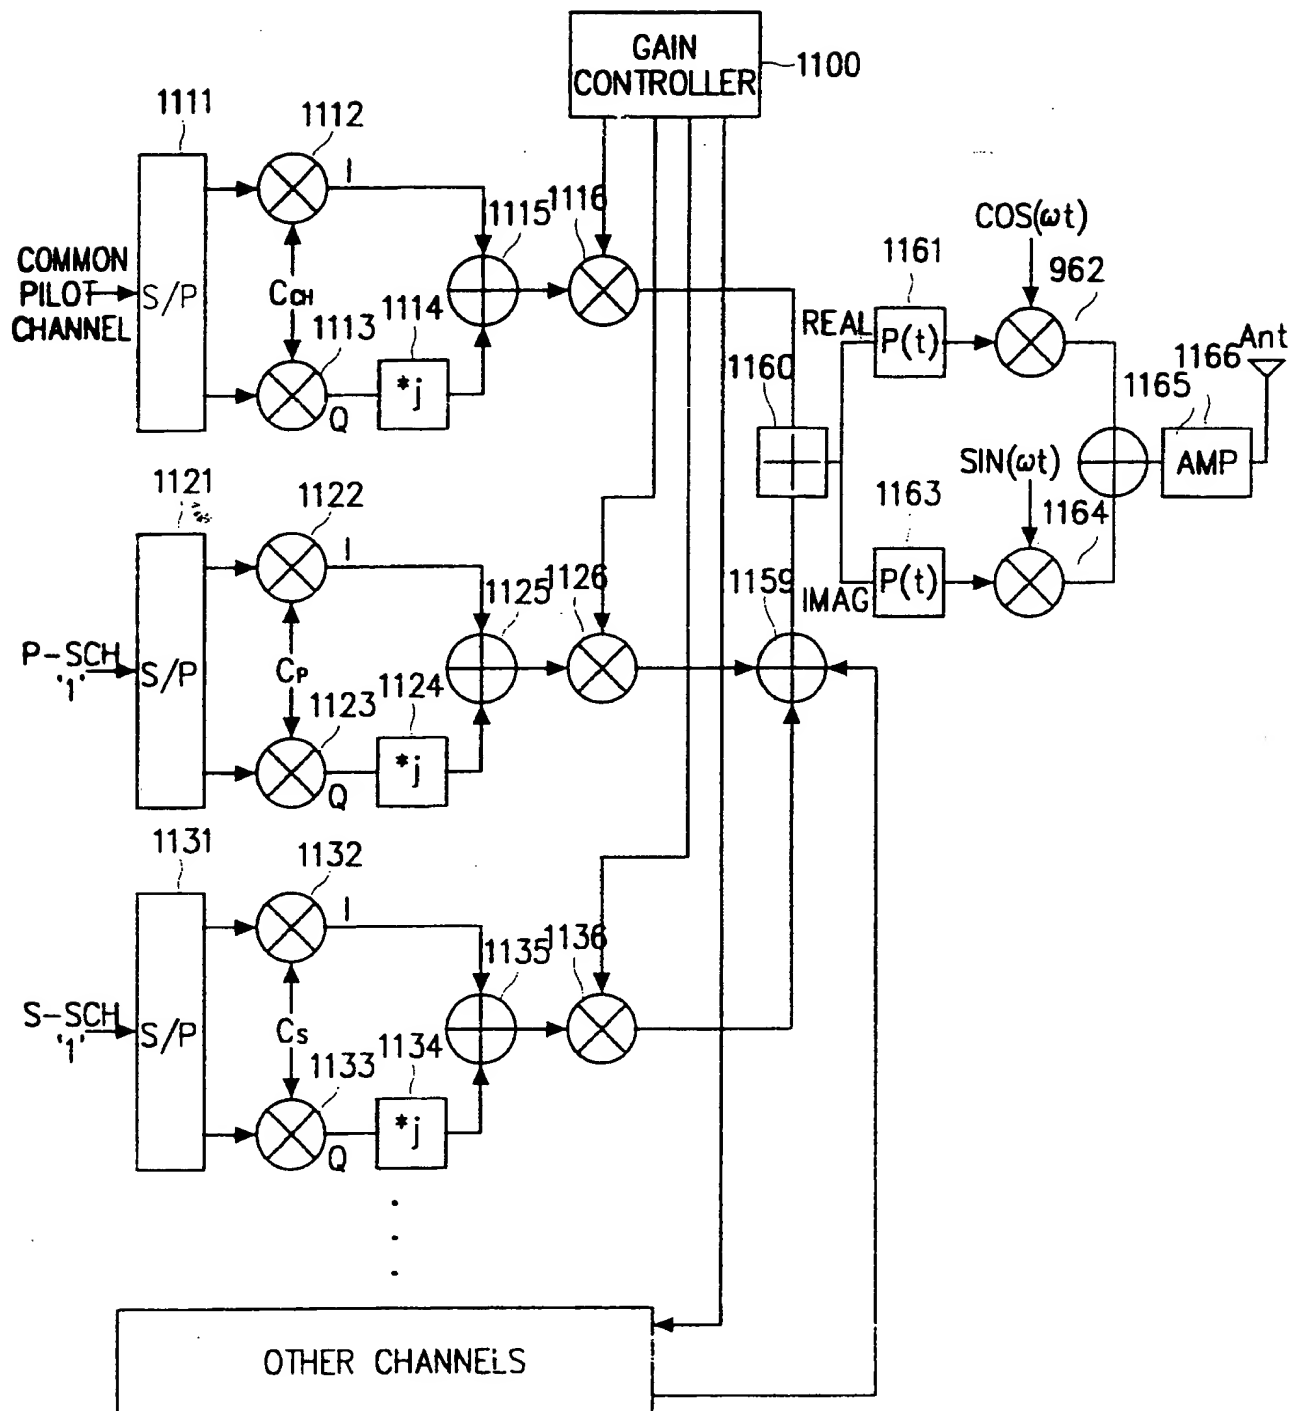 GAIN
CONTROLLER
1100
1111
1112
I
1115
1116
COMMON
PILOT
CHANNEL
S/P
CCH
1113
1114
*j
Q
COS(ωt)
1161
962
REAL
P(t)
1160
Ant
1166
1165
SIN(ωt)
AMP
1163
1164
IMAG
P(t)
1159
1121
1122
I
1125
1126
P-SCH
'1'
S/P
CP
1123
1124
*j
Q
1131
1132
I
1135
1136
S-SCH
'1'
S/P
CS
1133
1134
*j
Q
OTHER CHANNELS